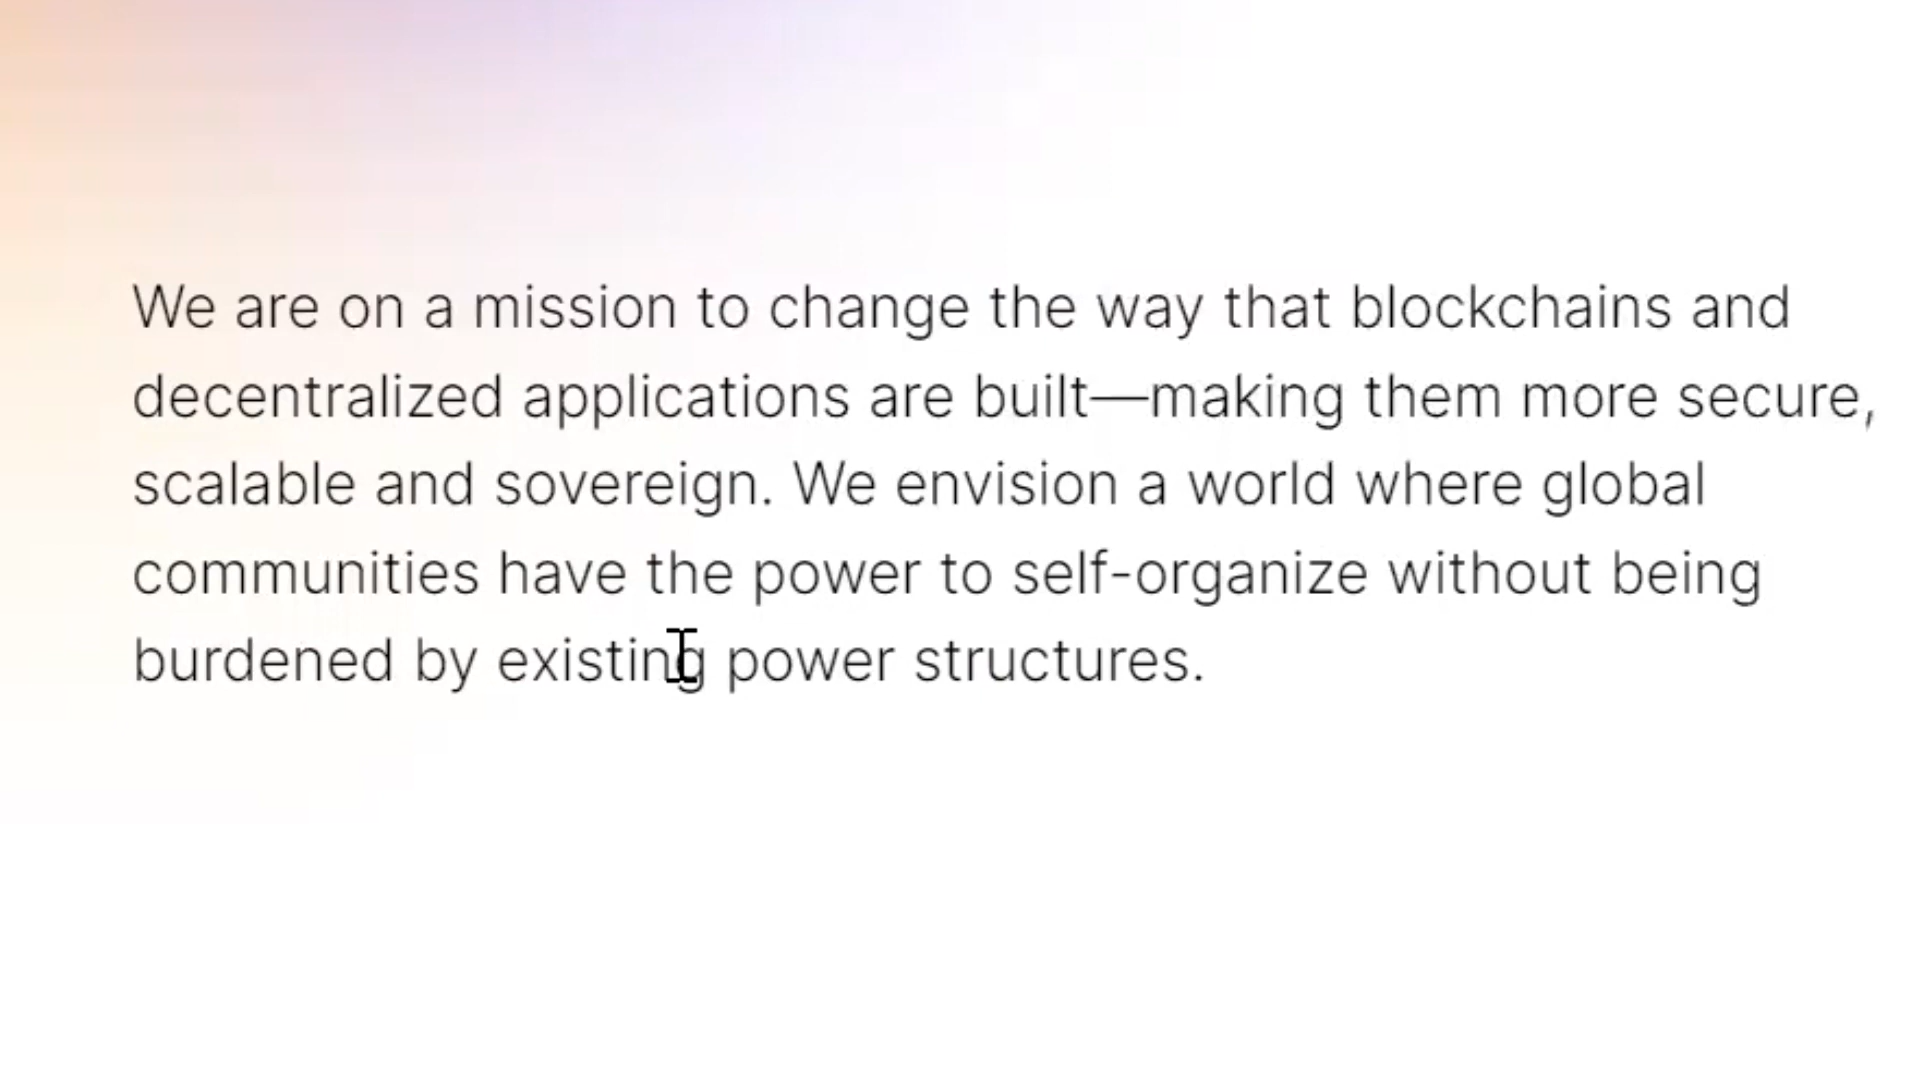 We are on a mission to change the way that blockchains and
decentralized applications are built—making them more secure,
scalable and sovereign. We envision a world where global
communities have the power to self-organize without being
burdened by existing power structures.